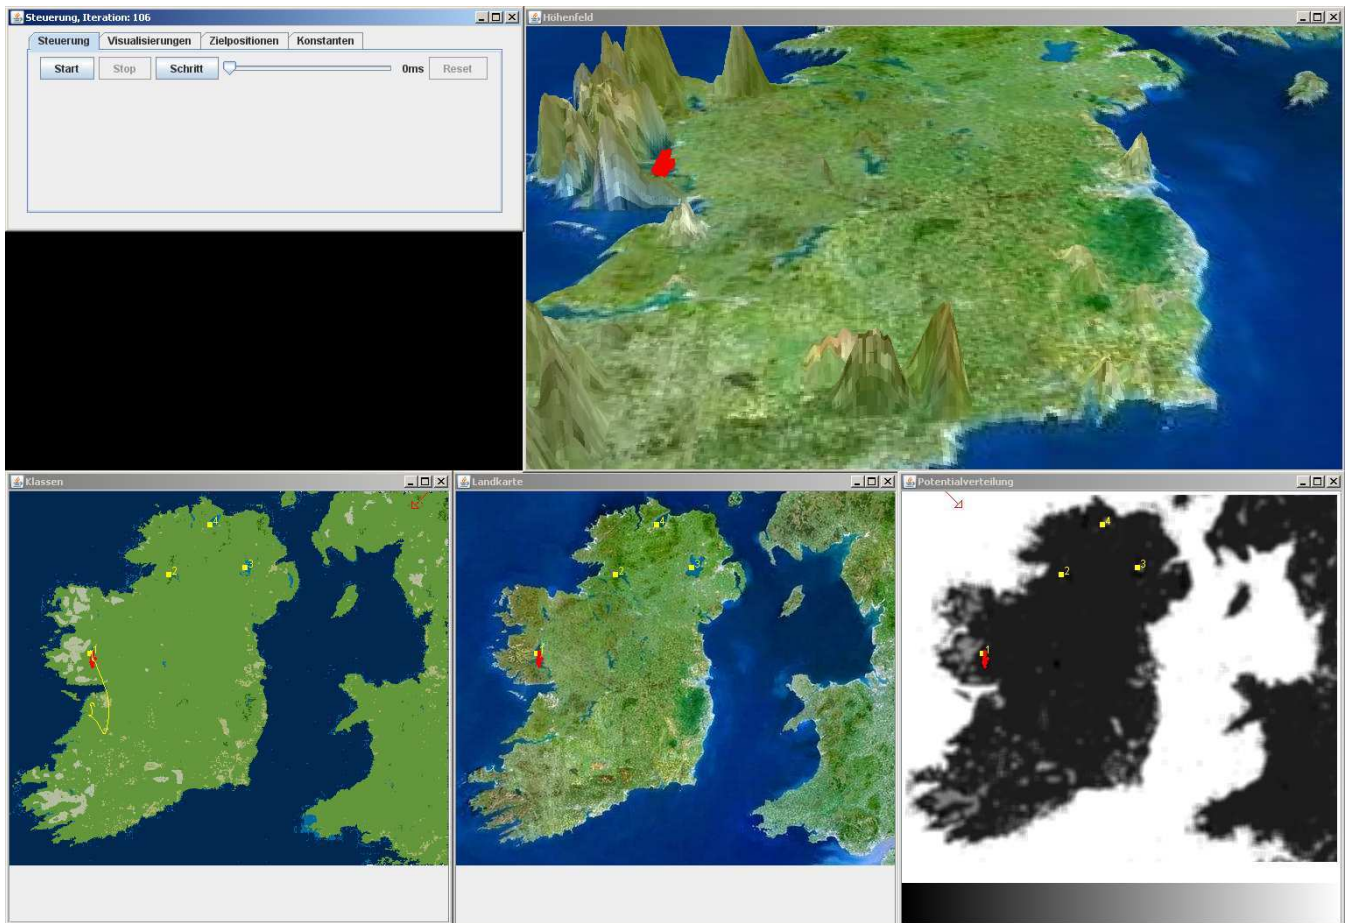 Steuerung, Iteration: 106
Steuerung Visualisierungen Zielpositionen Konstanten
Start Stop Schritt 0ms Reset
Höhenfeld
Klassen
4
2
3
1
Landkarte
4
2
3
Potentialverteilung
4
2
3
1